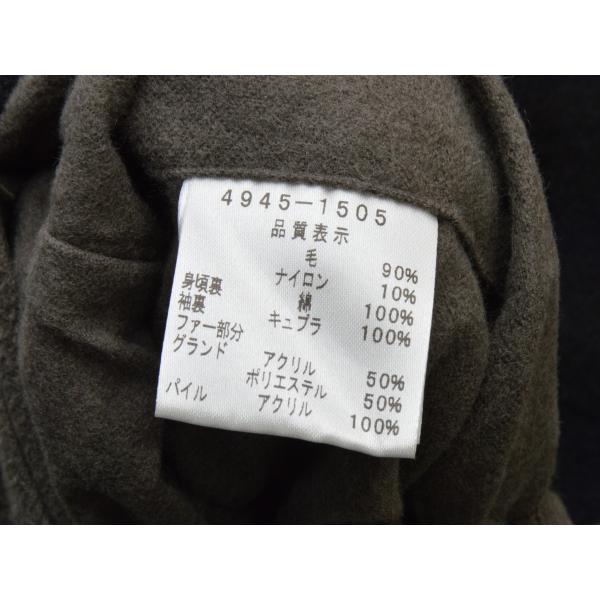 4945-1505
品質表示
毛 90%
ナイロン 10%
身頃裏 綿 100%
袖裏 キュプラ 100%
ファー部分
グランド アクリル 50%
ポリエステル 50%
パイル アクリル 100%